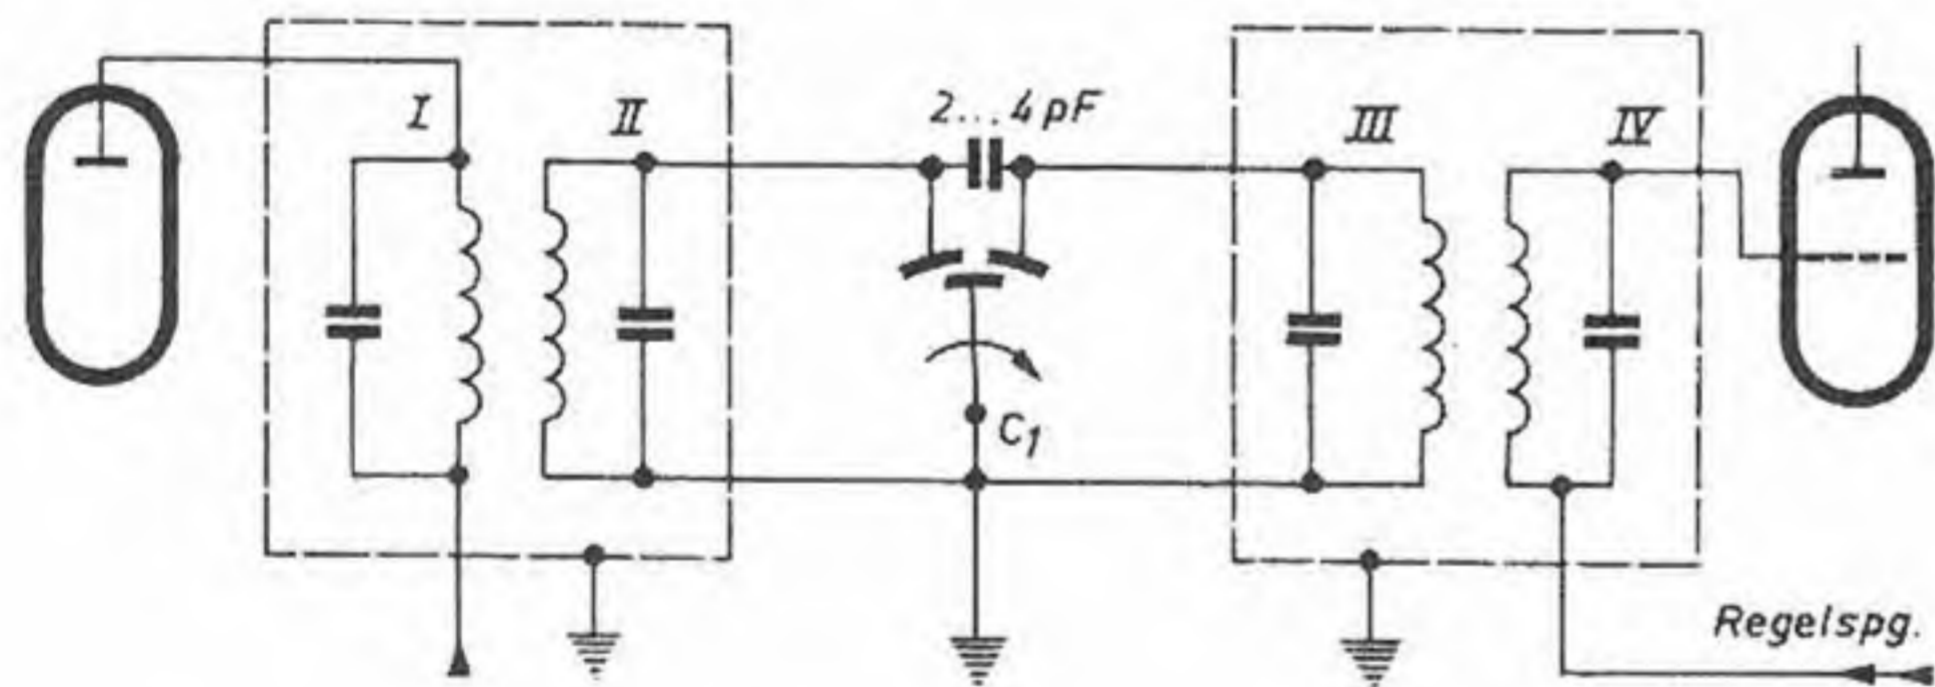 I
II
2...4pF
III
IV
C1
Regelspg.